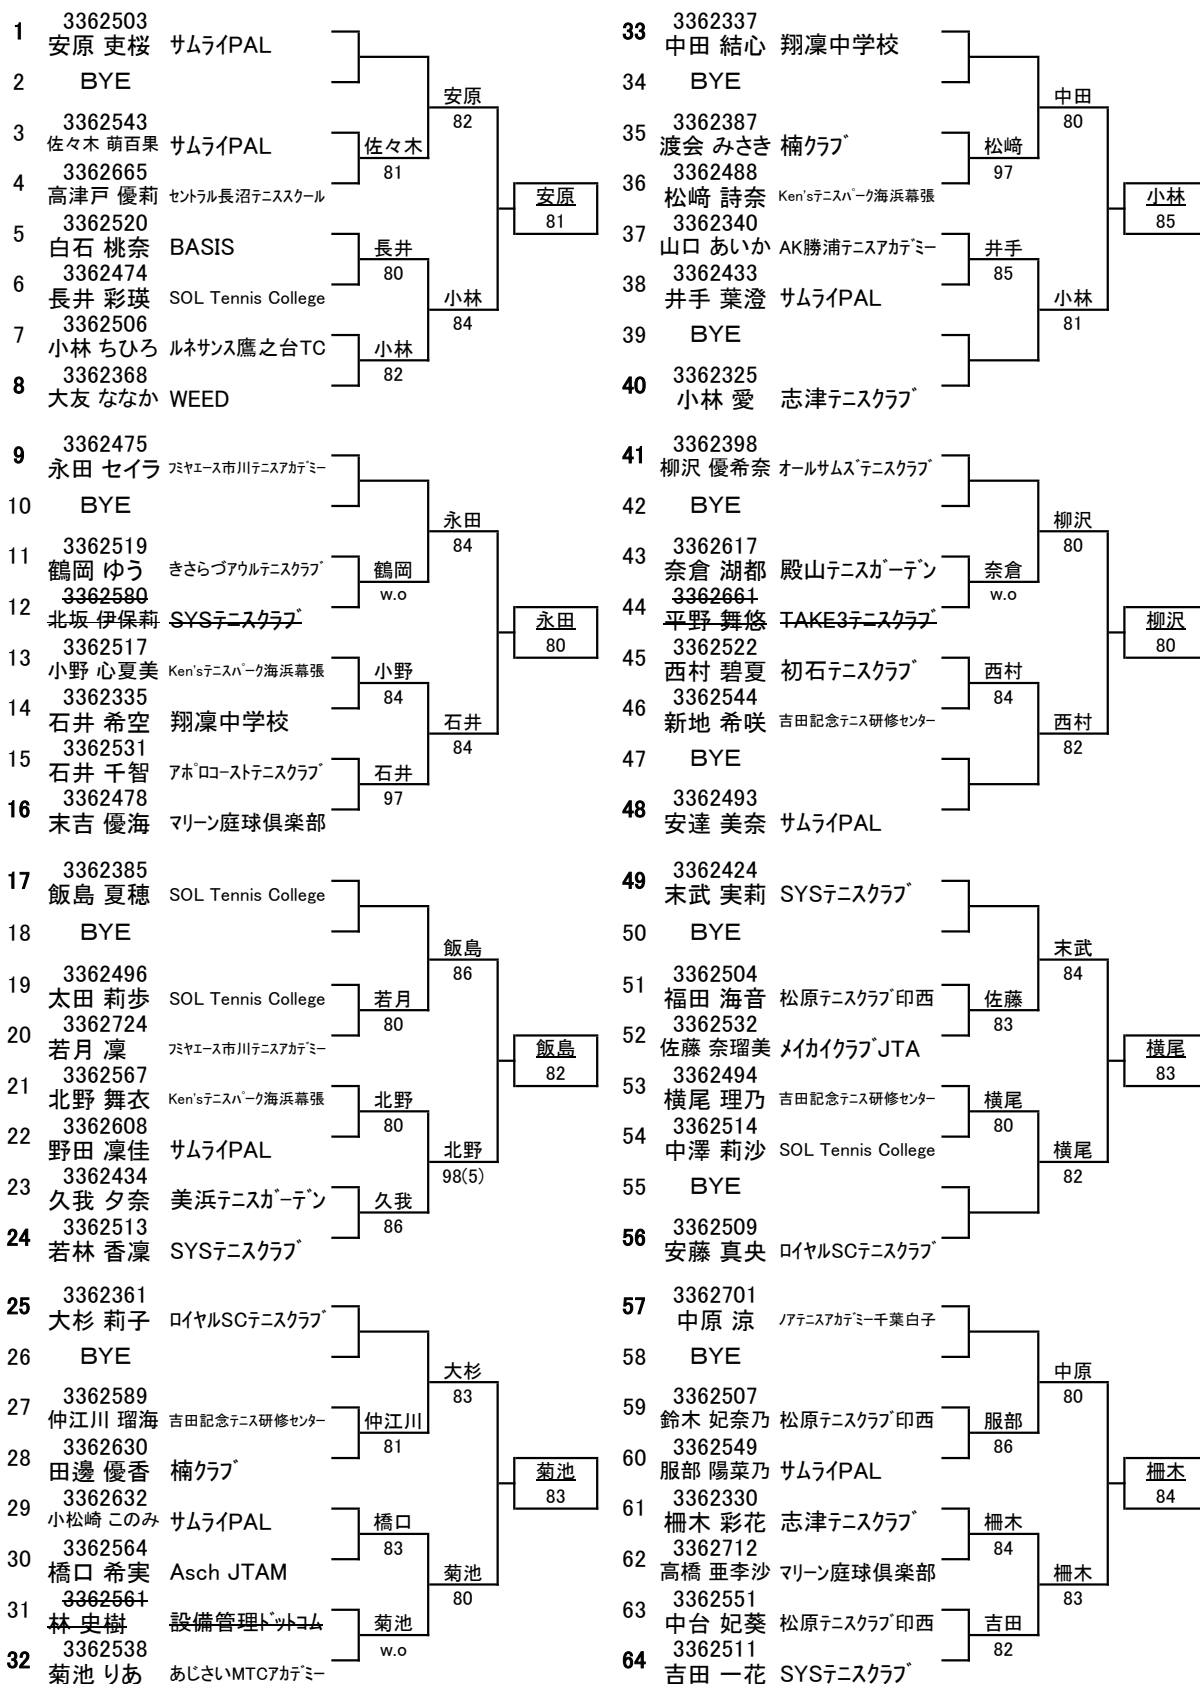 3362503
1 安原 吏桜 サムライPAL
2 BYE
安原
82
3362543
3 佐々木 萌百果 サムライPAL
佐々木
81
3362665
4 高津戸 優莉 セントラル長沼テニススクール
安原
81
3362520
5 白石 桃奈 BASIS
長井
80
3362474
6 長井 彩瑛 SOL Tennis College
小林
84
3362506
7 小林 ちひろ ルネサンス鷹之台TC
小林
82
3362368
8 大友 ななか WEED
3362475
9 永田 セイラ フミヤエース市川テニスアカデミー
10 BYE
永田
84
3362519
11 鶴岡 ゆう きさらづアウルテニスクラブ
鶴岡
w.o
3362580
12 北坂 伊保莉 SYSテニスクラブ
永田
80
3362517
13 小野 心夏美 Ken'sテニスパーク海浜幕張
小野
84
3362335
14 石井 希空 翔凜中学校
石井
84
3362531
15 石井 千智 アポロコーストテニスクラブ
石井
97
3362478
16 末吉 優海 マリーン庭球倶楽部
3362385
17 飯島 夏穂 SOL Tennis College
18 BYE
飯島
86
3362496
19 太田 莉歩 SOL Tennis College
若月
80
3362724
20 若月 凜 フミヤエース市川テニスアカデミー
飯島
82
3362567
21 北野 舞衣 Ken'sテニスパーク海浜幕張
北野
80
3362608
22 野田 凜佳 サムライPAL
北野
98(5)
3362434
23 久我 夕奈 美浜テニスガーデン
久我
86
3362513
24 若林 香凜 SYSテニスクラブ
3362361
25 大杉 莉子 ロイヤルSCテニスクラブ
26 BYE
大杉
83
3362589
27 仲江川 瑠海 吉田記念テニス研修センター
仲江川
81
3362630
28 田邊 優香 楠クラブ
菊池
83
3362632
29 小松崎 このみ サムライPAL
橋口
83
3362564
30 橋口 希実 Asch JTAM
菊池
80
3362561
31 林 史樹 設備管理ドットコム
菊池
w.o
3362538
32 菊池 りあ あじさいMTCアカデミー
3362337
33 中田 結心 翔凜中学校
34 BYE
中田
80
3362387
35 渡会 みさき 楠クラブ
松﨑
97
3362488
36 松﨑 詩奈 Ken'sテニスパーク海浜幕張
小林
85
3362340
37 山口 あいか AK勝浦テニスアカデミー
井手
85
3362433
38 井手 葉澄 サムライPAL
小林
81
39 BYE
3362325
40 小林 愛 志津テニスクラブ
3362398
41 柳沢 優希奈 オールサムズテニスクラブ
42 BYE
柳沢
80
3362617
43 奈倉 湖都 殿山テニスガーデン
奈倉
w.o
3362661
44 平野 舞悠 TAKE3テニスクラブ
柳沢
80
3362522
45 西村 碧夏 初石テニスクラブ
西村
84
3362544
46 新地 希咲 吉田記念テニス研修センター
西村
82
47 BYE
3362493
48 安達 美奈 サムライPAL
3362424
49 末武 実莉 SYSテニスクラブ
50 BYE
末武
84
3362504
51 福田 海音 松原テニスクラブ印西
佐藤
83
3362532
52 佐藤 奈瑠美 メイカイクラブJTA
横尾
83
3362494
53 横尾 理乃 吉田記念テニス研修センター
横尾
80
3362514
54 中澤 莉沙 SOL Tennis College
横尾
82
55 BYE
3362509
56 安藤 真央 ロイヤルSCテニスクラブ
3362701
57 中原 涼 ノアテニスアカデミー千葉白子
58 BYE
中原
80
3362507
59 鈴木 妃奈乃 松原テニスクラブ印西
服部
86
3362549
60 服部 陽菜乃 サムライPAL
柵木
84
3362330
61 柵木 彩花 志津テニスクラブ
柵木
84
3362712
62 高橋 亜李沙 マリーン庭球倶楽部
柵木
83
3362551
63 中台 妃葵 松原テニスクラブ印西
吉田
82
3362511
64 吉田 一花 SYSテニスクラブ